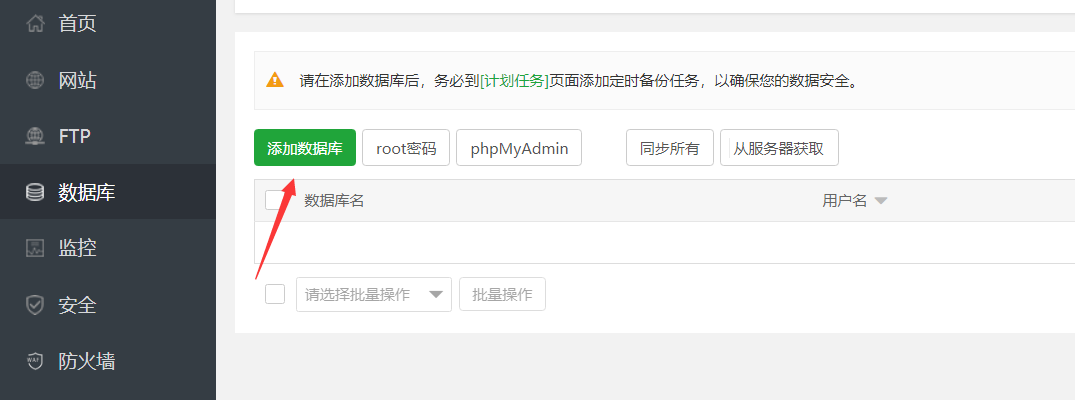 首页
网站
FTP
数据库
监控
安全
WAF 防火墙
请在添加数据库后，务必到[计划任务]页面添加定时备份任务，以确保您的数据安全。
添加数据库 root密码 phpMyAdmin 同步所有 从服务器获取
数据库名 用户名
请选择批量操作 批量操作